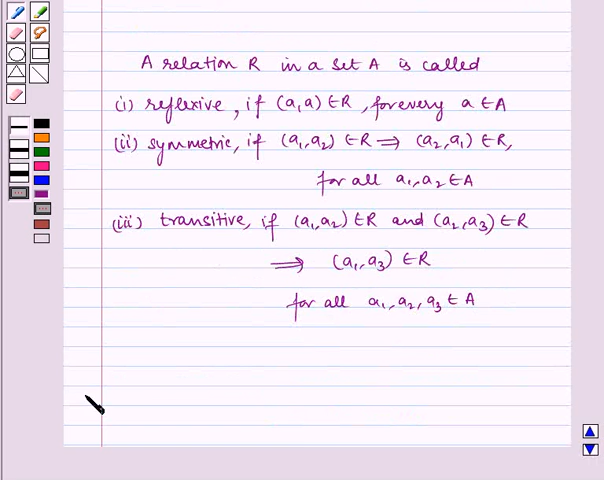 A relation R in a set A is called
(i) reflexive, if (a,a) ∈ R, for every a ∈ A
(ii) symmetric, if (a₁,a₂) ∈ R ⟹ (a₂,a₁) ∈ R,
for all a₁,a₂ ∈ A
(iii) transitive, if (a₁,a₂) ∈ R and (a₂,a₃) ∈ R
⟹ (a₁,a₃) ∈ R
for all a₁,a₂,a₃ ∈ A